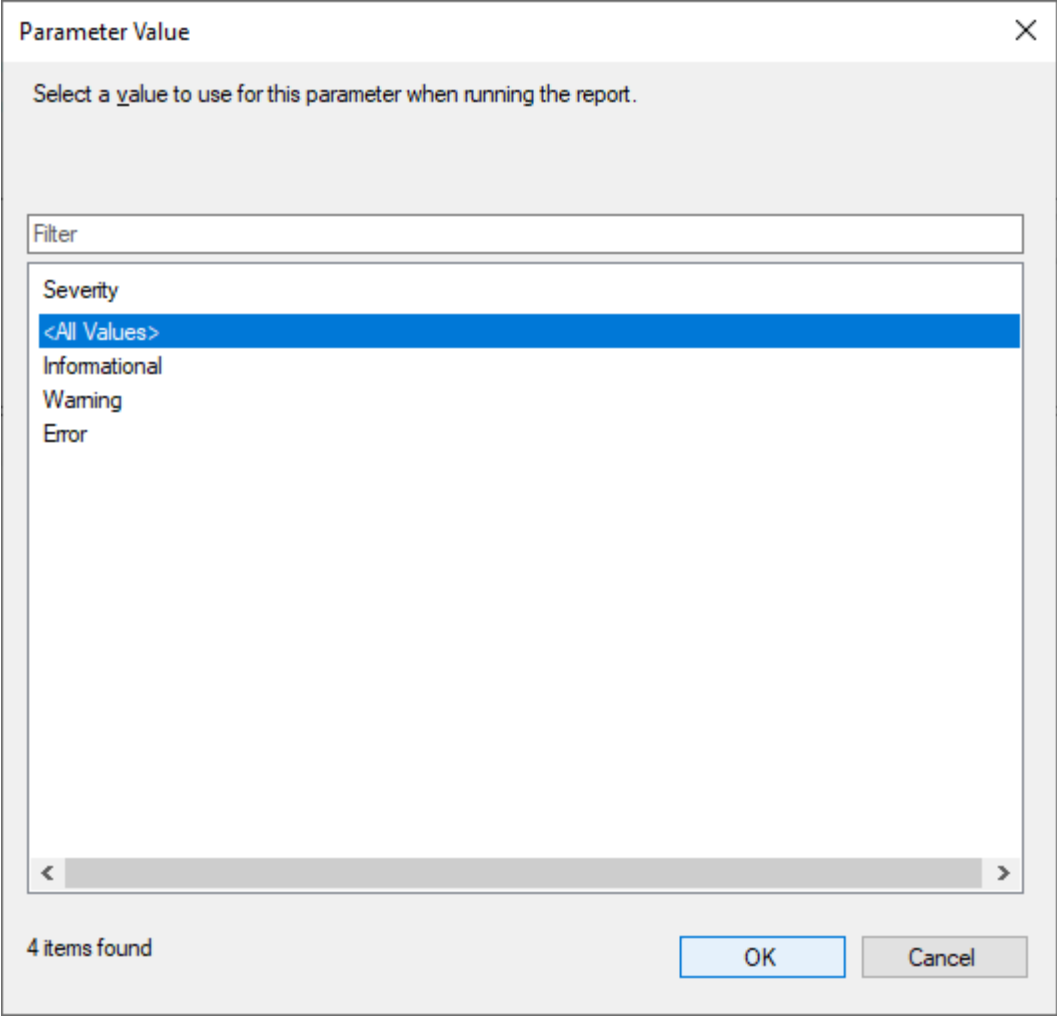 Parameter Value
Select a value to use for this parameter when running the report.
Filter
Severity
<All Values>
Informational
Warning
Error
4 items found
OK
Cancel